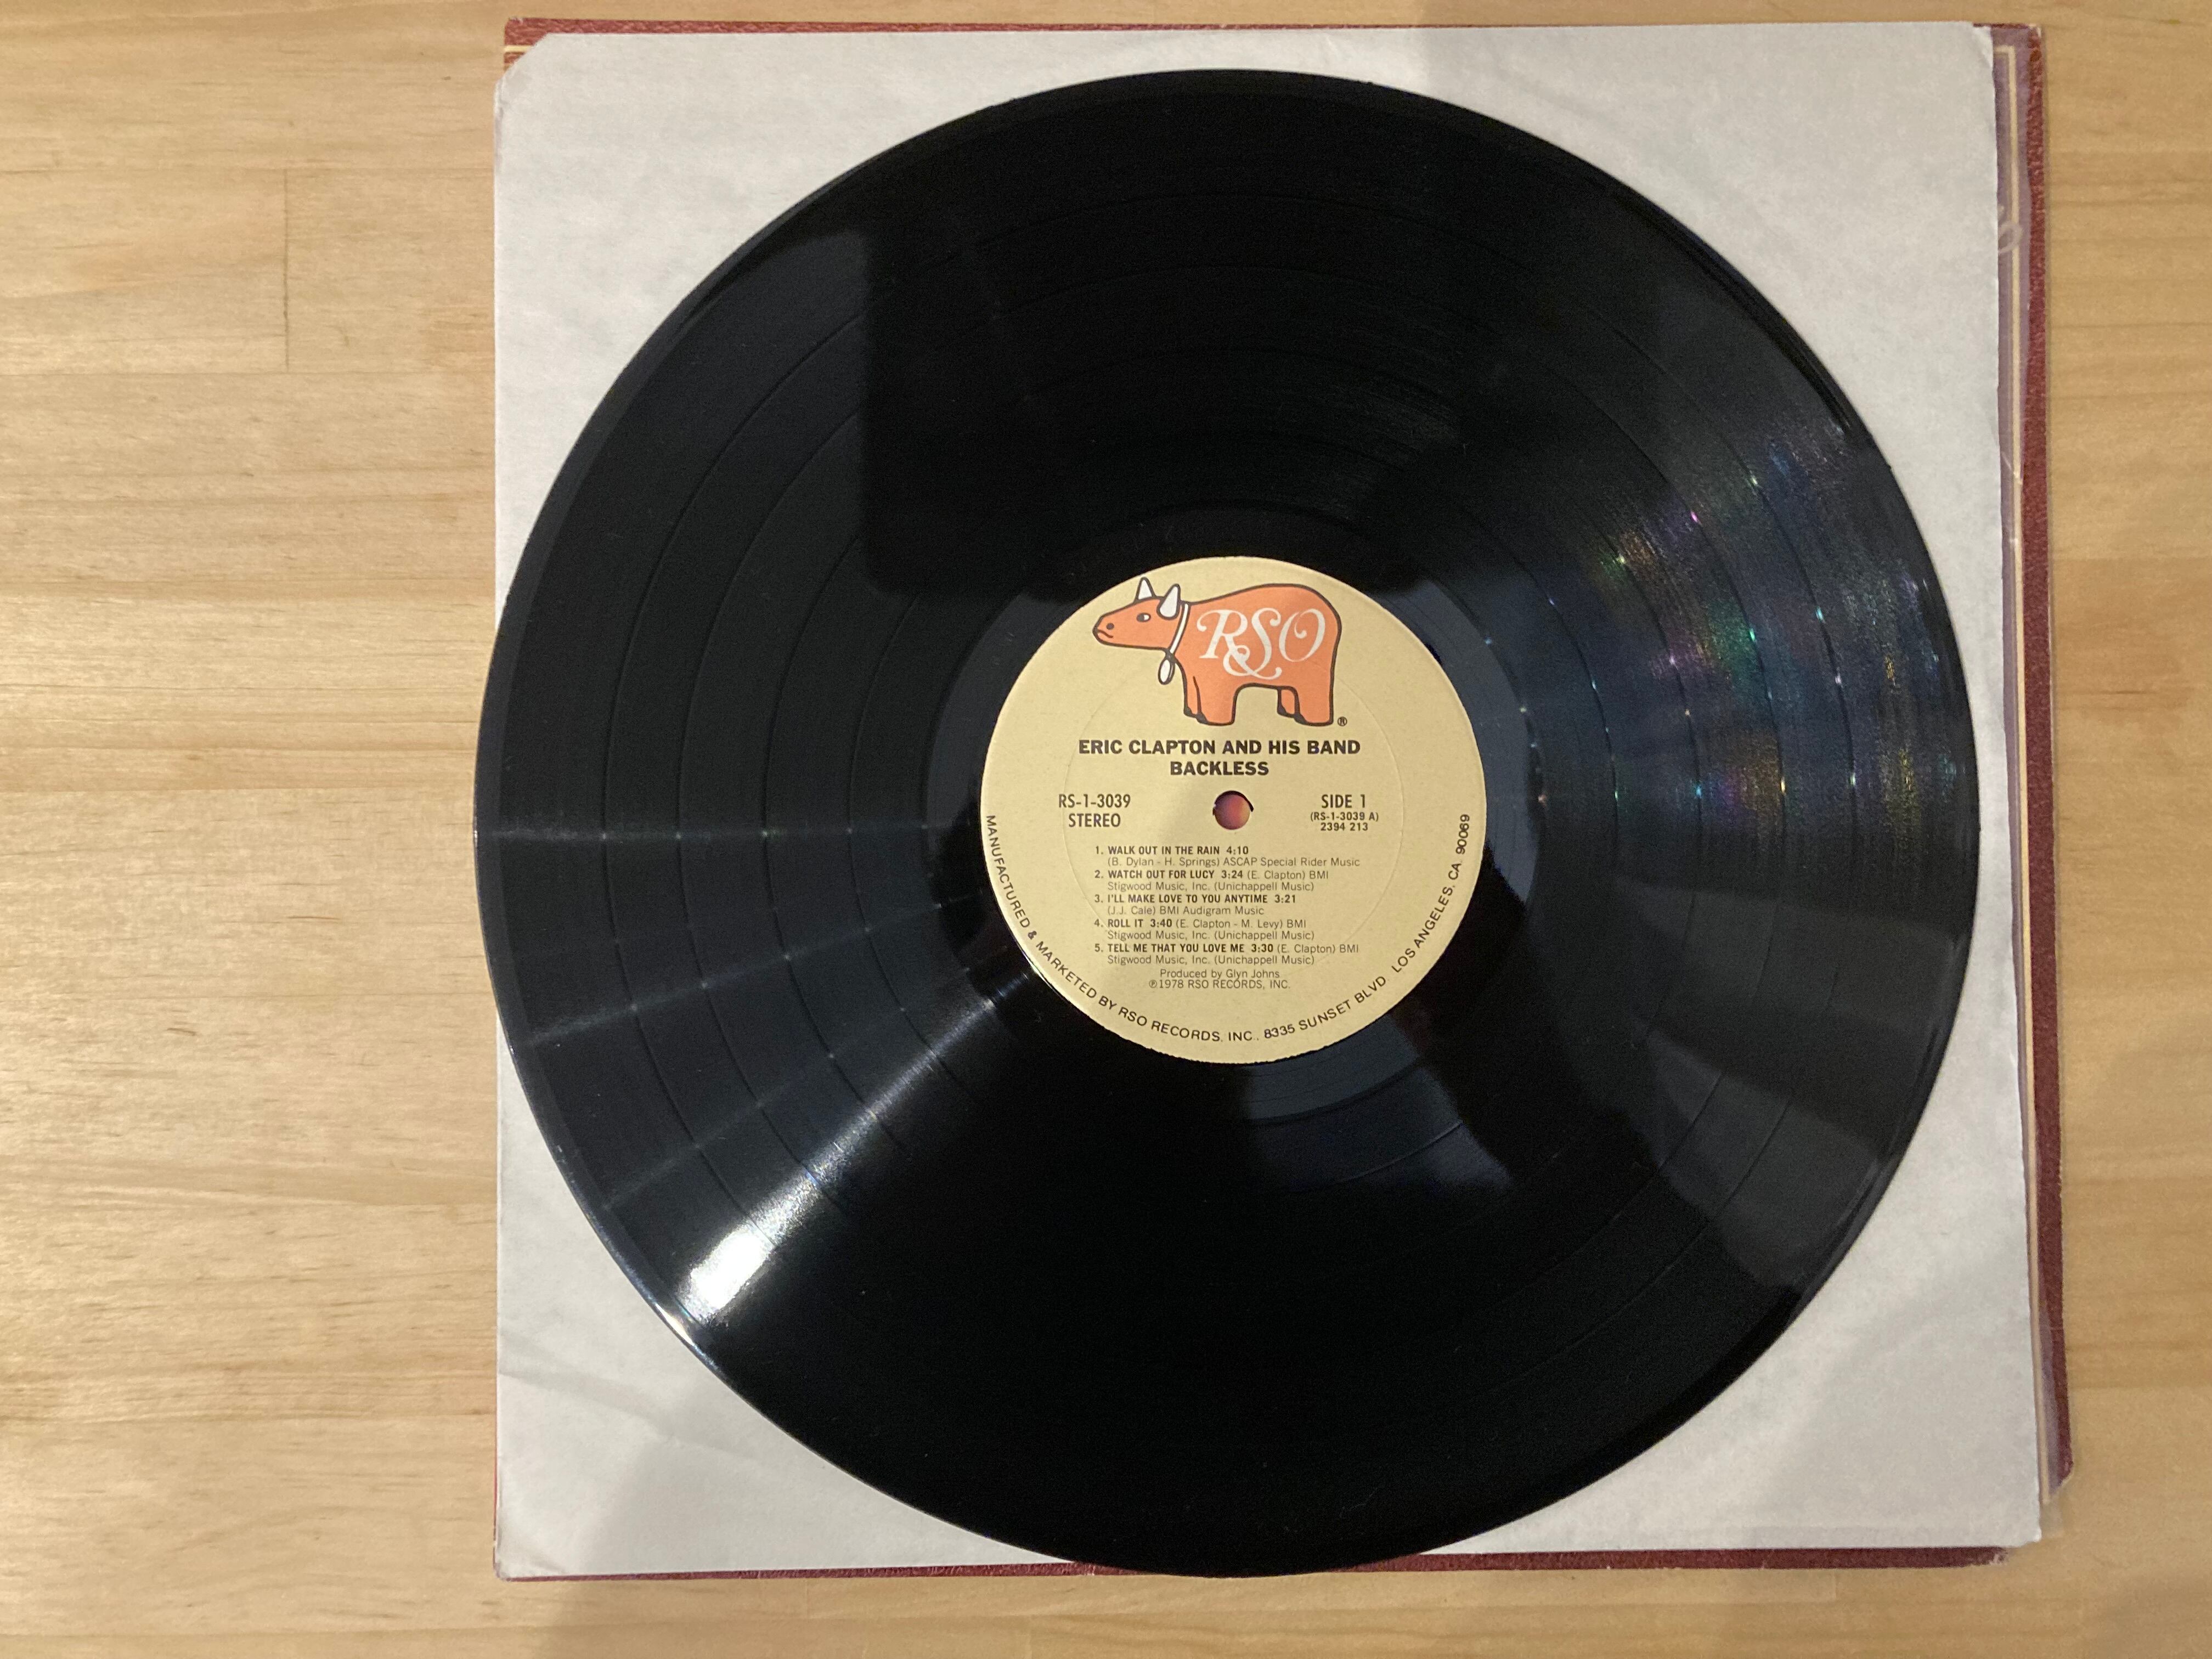 RSO
®
ERIC CLAPTON AND HIS BAND
BACKLESS
RS-1-3039
STEREO
SIDE 1
(RS-1-3039 A)
2394 213
1. WALK OUT IN THE RAIN 4:10
(B. Dylan - H. Springs) ASCAP Special Rider Music
2. WATCH OUT FOR LUCY 3:24 (E. Clapton) BMI
Stigwood Music, Inc. (Unichappell Music)
3. I'LL MAKE LOVE TO YOU ANYTIME 3:21
(J.J. Cale) BMI Audigram Music
4. ROLL IT 3:40 (E. Clapton - M. Levy) BMI
Stigwood Music, Inc. (Unichappell Music)
5. TELL ME THAT YOU LOVE ME 3:30 (E. Clapton) BMI
Stigwood Music, Inc. (Unichappell Music)
Produced by Glyn Johns
℗1978 RSO RECORDS, INC.
MANUFACTURED & MARKETED BY RSO RECORDS, INC., 8335 SUNSET BLVD. LOS ANGELES, CA. 90069